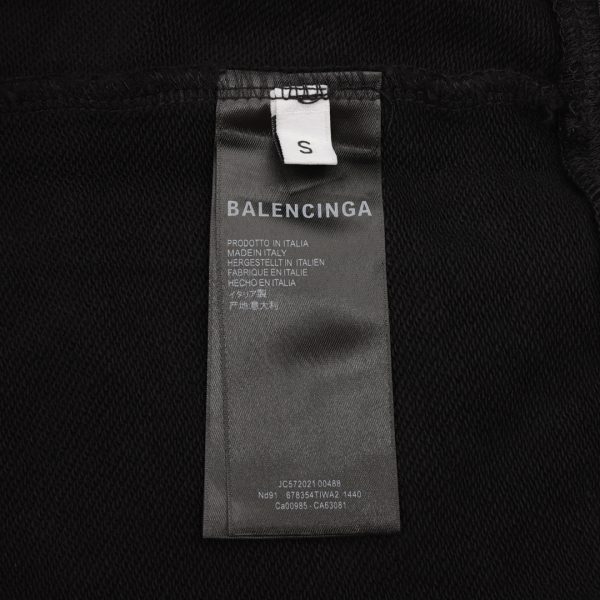 S
BALENCINGA
PRODOTTO IN ITALIA
MADE IN ITALY
HERGESTELLT IN ITALIEN
FABRIQUE EN ITALIE
HECHO EN ITALIA
イタリア製
产地:意大利
JC572021 00488
Nd91 678354TIWA2 1440
Ca00985 - CA53081